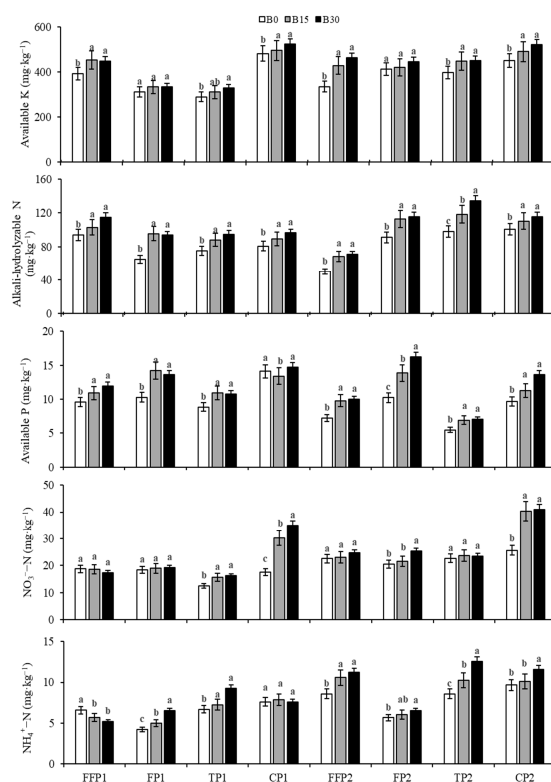 B0 B15 B30
Available K (mg·kg⁻¹)
600
400
200
0
b a a a a a b ab a b a a b a a a a a b a a b a a
Alkali-hydrolyzable N
(mg·kg⁻¹)
160
120
80
40
0
b a a b a a b a a b a a b a a b a a c b a b a a
Available P (mg·kg⁻¹)
20
15
10
5
0
b a a b a a b a a a b a b a a c b a b a a b b a
NO₃⁻–N (mg·kg⁻¹)
50
40
30
20
10
0
a a a a a a b a a c b a a a a b b a a a a b a a
NH₄⁺–N (mg·kg⁻¹)
15
10
5
0
a b b c b a b b a a a a b a a b ab a c b a b b a
FFP1 FP1 TP1 CP1 FFP2 FP2 TP2 CP2